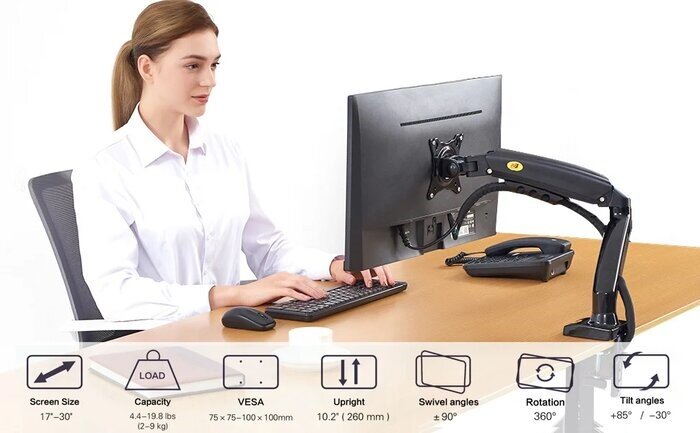 LOAD
Screen Size
17"-30"
Capacity
4.4-19.8 lbs
(2-9 kg)
VESA
75 x 75-100 x 100mm
Upright
10.2" ( 260 mm )
Swivel angles
± 90°
Rotation
360°
Tilt angles
+85° / -30°